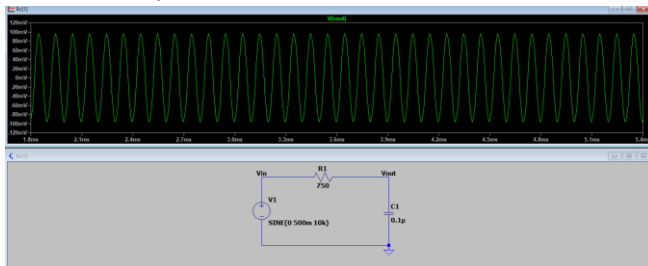 V(vout)
120mV
100mV
80mV
60mV
40mV
20mV
0mV
-20mV
-40mV
-60mV
-80mV
-100mV
-120mV
1.8ms 2.1ms 2.4ms 2.7ms 3.0ms 3.3ms 3.6ms 3.9ms 4.2ms 4.5ms 4.8ms 5.1ms 5.4m
Vin R1 Vout
750
V1
C1
SINE(0 500m 10k) 0.1µ